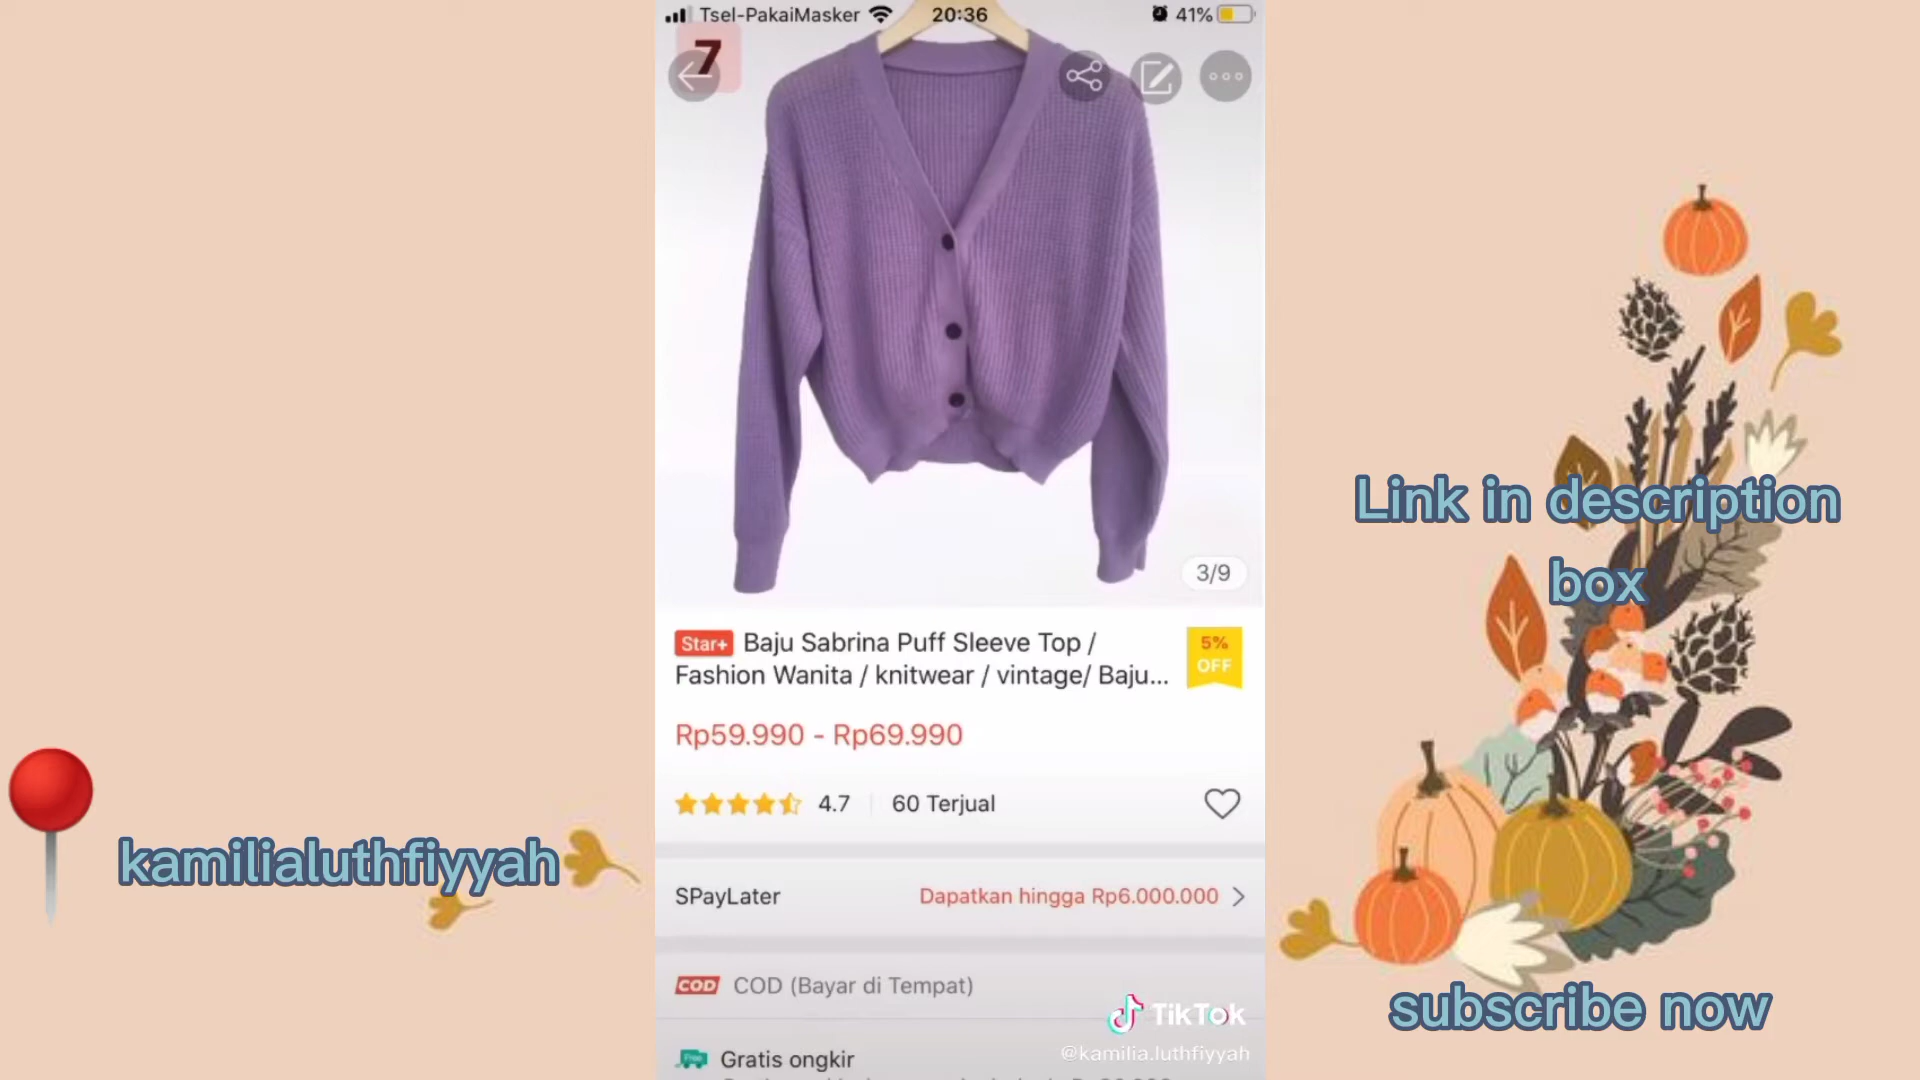 Tsel-PakaiMasker 20:36 41%
7
3/9
Star+ Baju Sabrina Puff Sleeve Top /
Fashion Wanita / knitwear / vintage/ Baju...
5%
OFF
Rp59.990 - Rp69.990
4.7 60 Terjual
SPayLater Dapatkan hingga Rp6.000.000
COD COD (Bayar di Tempat)
Free Gratis ongkir
TikTok
@kamilia.luthfiyyah
kamilialuthfiyyah
Link in description
box
subscribe now